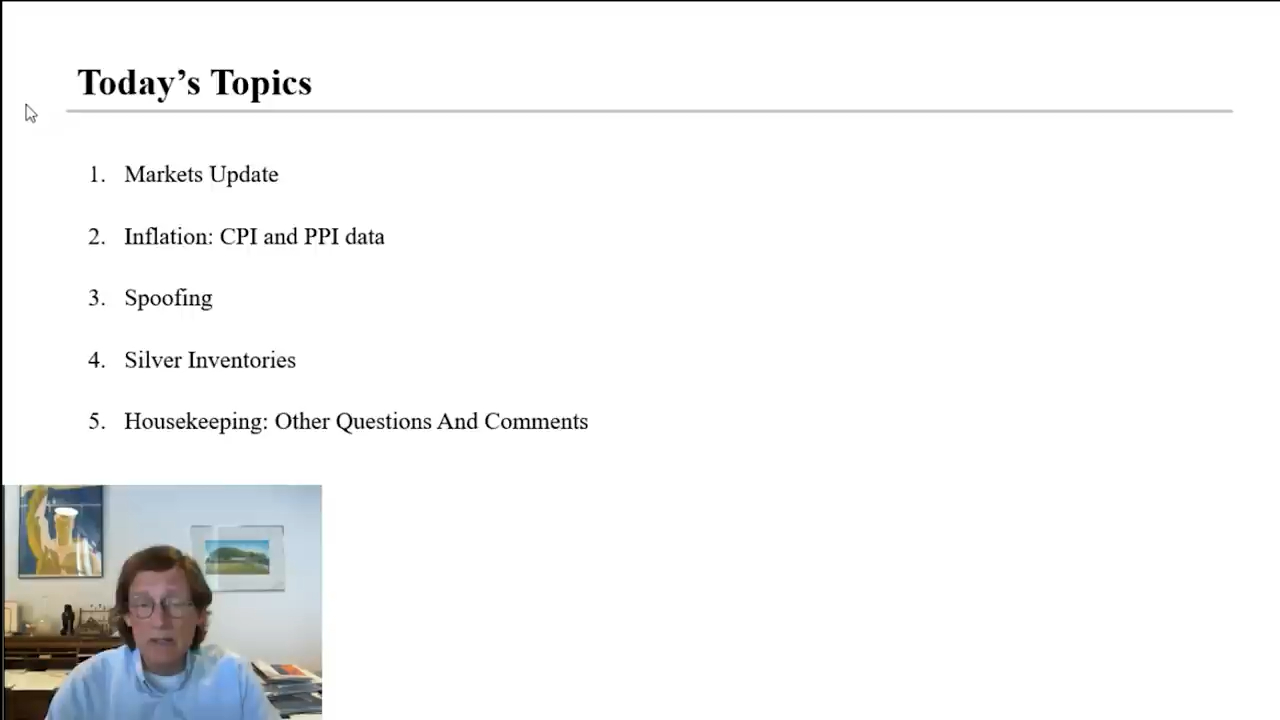 Today’s Topics
1. Markets Update
2. Inflation: CPI and PPI data
3. Spoofing
4. Silver Inventories
5. Housekeeping: Other Questions And Comments